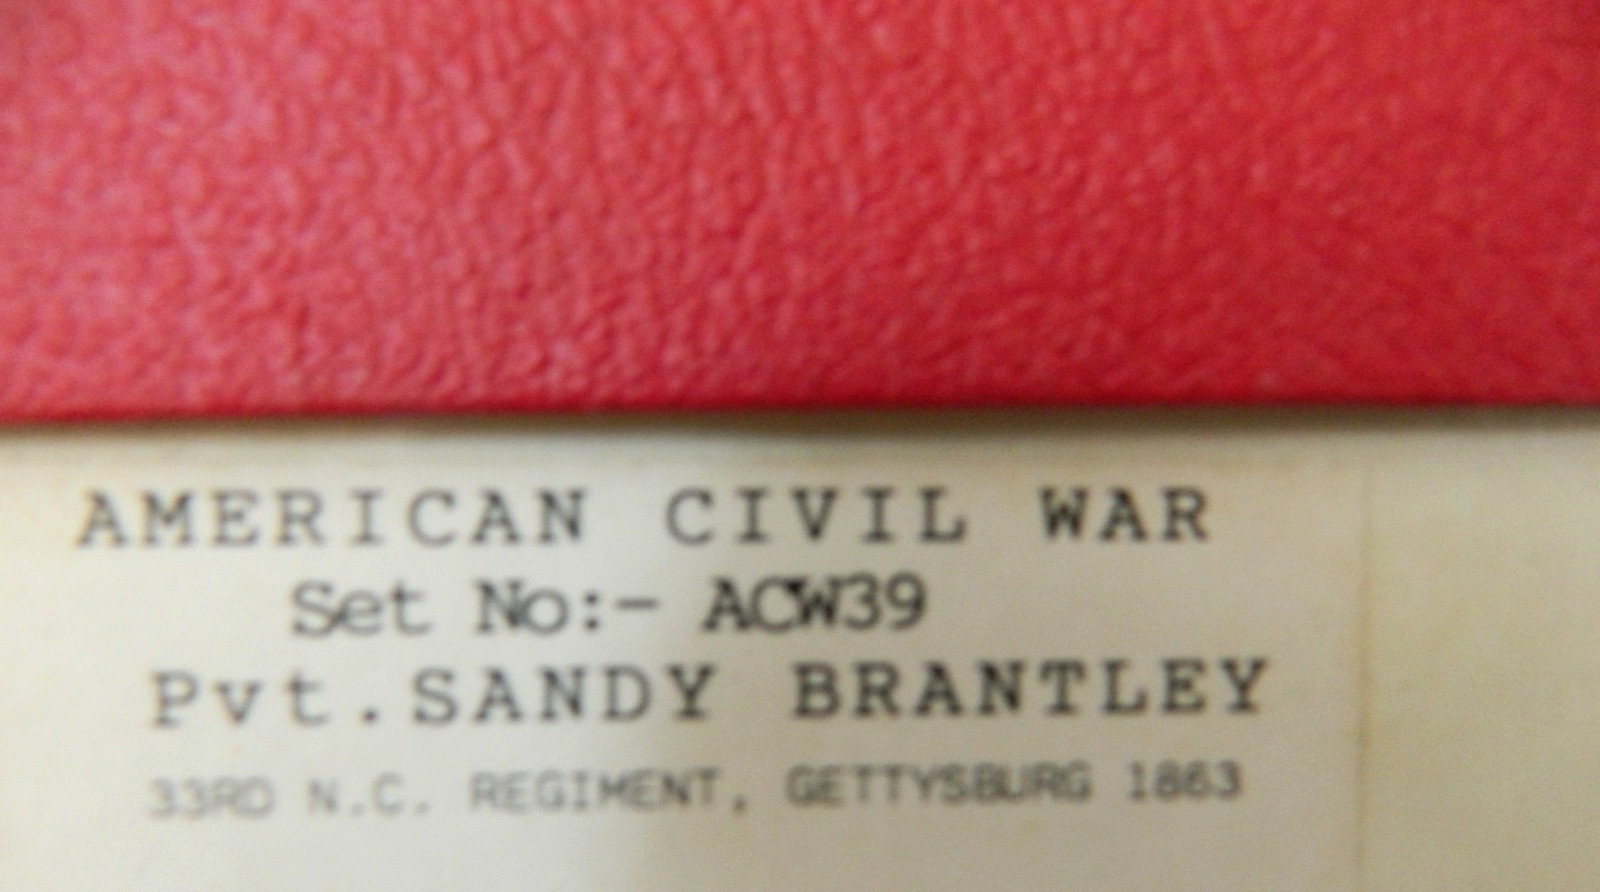 AMERICAN CIVIL WAR
Set No:- ACW39
Pvt.SANDY BRANTLEY
33RD N.C. REGIMENT, GETTYSBURG 1863